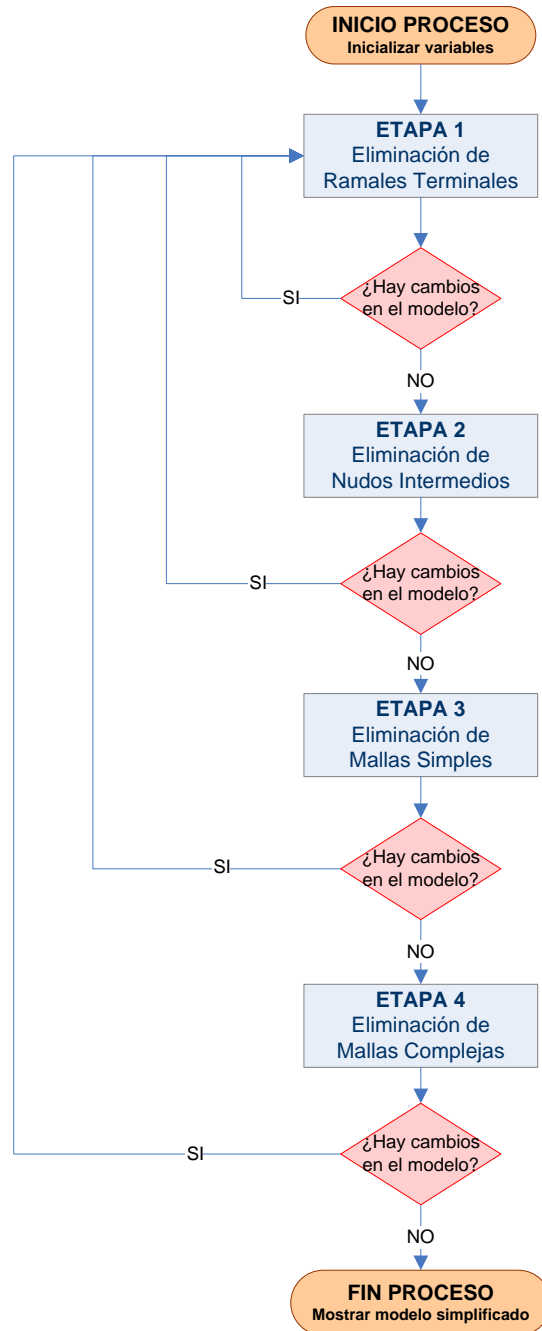 INICIO PROCESO
Inicializar variables
ETAPA 1
Eliminación de
Ramales Terminales
¿Hay cambios
en el modelo?
SI
NO
ETAPA 2
Eliminación de
Nudos Intermedios
¿Hay cambios
en el modelo?
SI
NO
ETAPA 3
Eliminación de
Mallas Simples
¿Hay cambios
en el modelo?
SI
NO
ETAPA 4
Eliminación de
Mallas Complejas
¿Hay cambios
en el modelo?
SI
NO
FIN PROCESO
Mostrar modelo simplificado